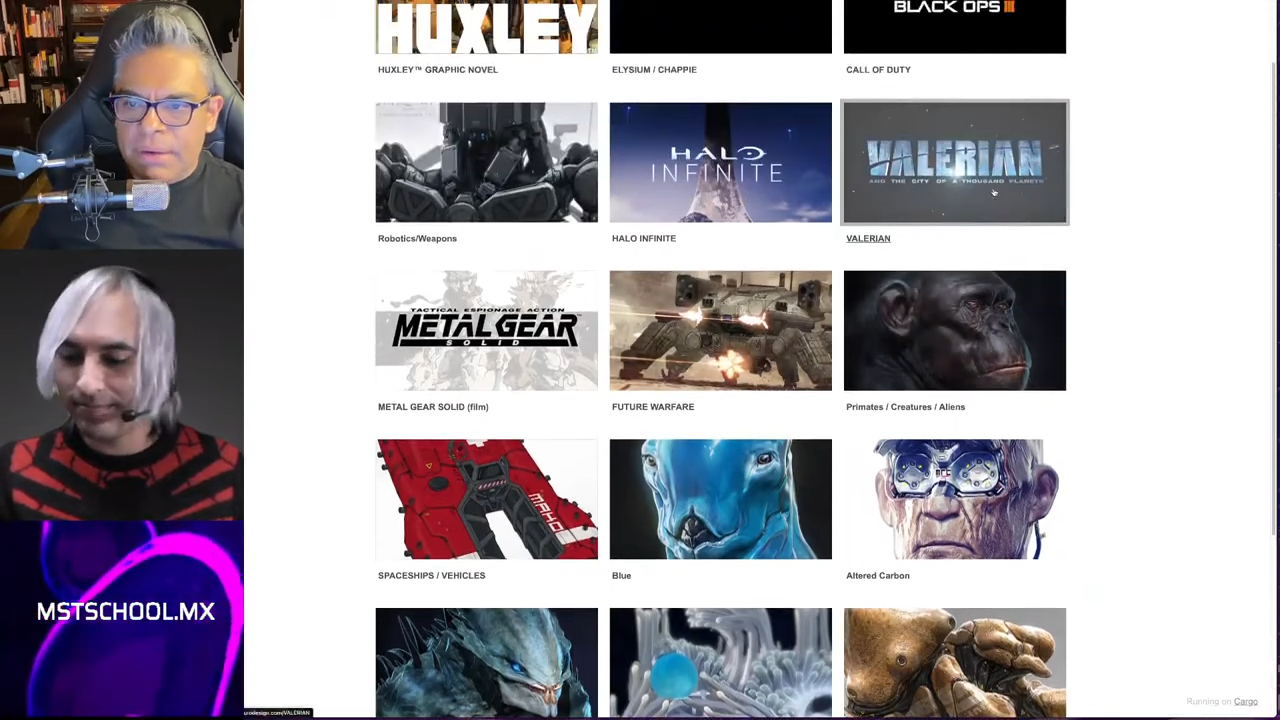 HUXLEY
BLACK OPS III
HUXLEY™ GRAPHIC NOVEL
ELYSIUM / CHAPPIE
CALL OF DUTY
HALO
INFINITE
VALERIAN
AND THE CITY OF A THOUSAND PLANETS
Robotics/Weapons
HALO INFINITE
VALERIAN
TACTICAL ESPIONAGE ACTION
METAL GEAR
SOLID
METAL GEAR SOLID (film)
FUTURE WARFARE
Primates / Creatures / Aliens
SPACESHIPS / VEHICLES
Blue
Altered Carbon
MSTSCHOOL.MX
Running on Cargo